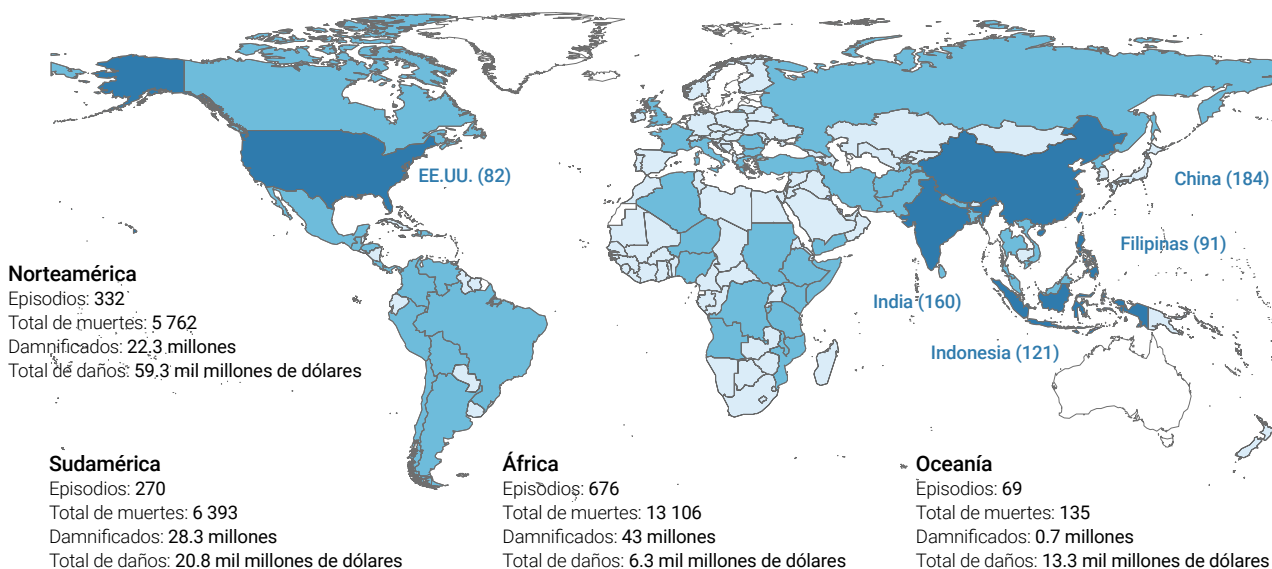 EE.UU. (82)
China (184)
Filipinas (91)
India (160)
Indonesia (121)
Norteamérica
Episodios: 332
Total de muertes: 5 762
Damnificados: 22.3 millones
Total de daños: 59.3 mil millones de dólares
Sudamérica
Episodios: 270
Total de muertes: 6 393
Damnificados: 28.3 millones
Total de daños: 20.8 mil millones de dólares
África
Episodios: 676
Total de muertes: 13 106
Damnificados: 43 millones
Total de daños: 6.3 mil millones de dólares
Oceanía
Episodios: 69
Total de muertes: 135
Damnificados: 0.7 millones
Total de daños: 13.3 mil millones de dólares